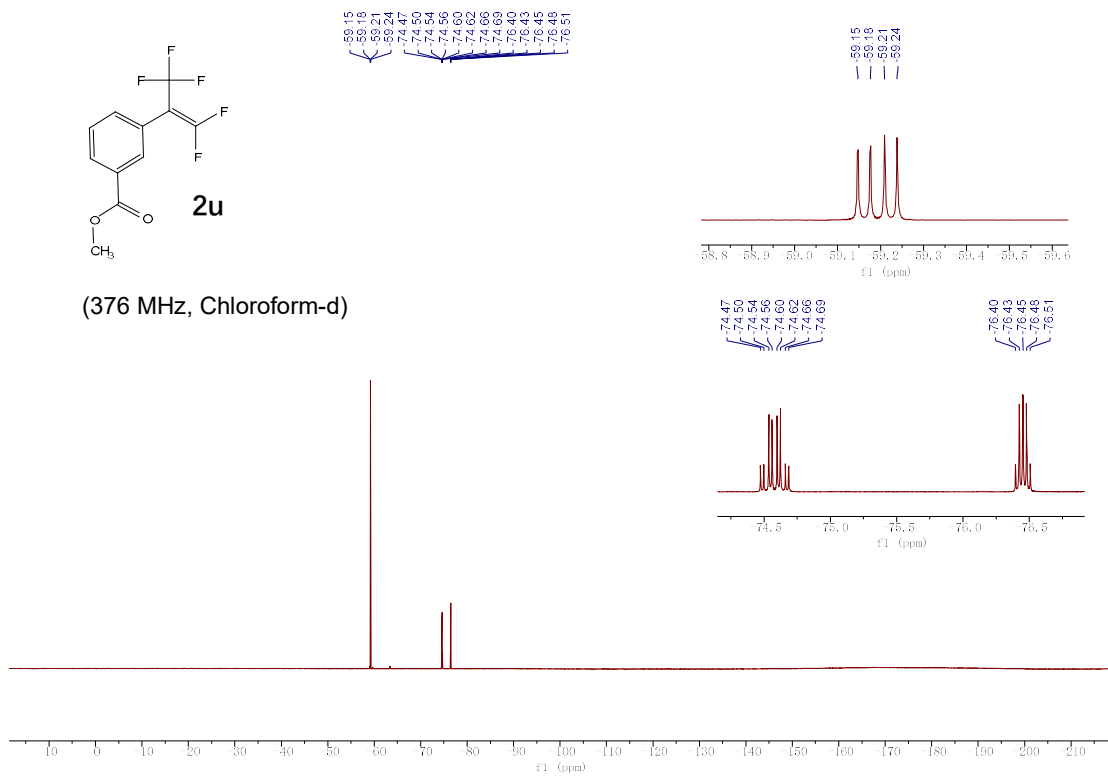 -59.15
-59.18
-59.21
-59.24
-74.47
-74.50
-74.54
-74.56
-74.60
-74.62
-74.66
-74.69
-76.40
-76.43
-76.45
-76.48
-76.51
F
F
F
F
F
O
O
CH3
2u
(376 MHz, Chloroform-d)
-59.15
-59.18
-59.21
-59.24
-58.8 -58.9 -59.0 -59.1 -59.2 -59.3 -59.4 -59.5 -59.6
f1 (ppm)
-74.47
-74.50
-74.54
-74.56
-74.60
-74.62
-74.66
-74.69
-76.40
-76.43
-76.45
-76.48
-76.51
-74.5 -75.0 -75.5 -76.0 -76.5
f1 (ppm)
10 0 -10 -20 -30 -40 -50 -60 -70 -80 -90 -100 -110 -120 -130 -140 -150 -160 -170 -180 -190 -200 -210
f1 (ppm)